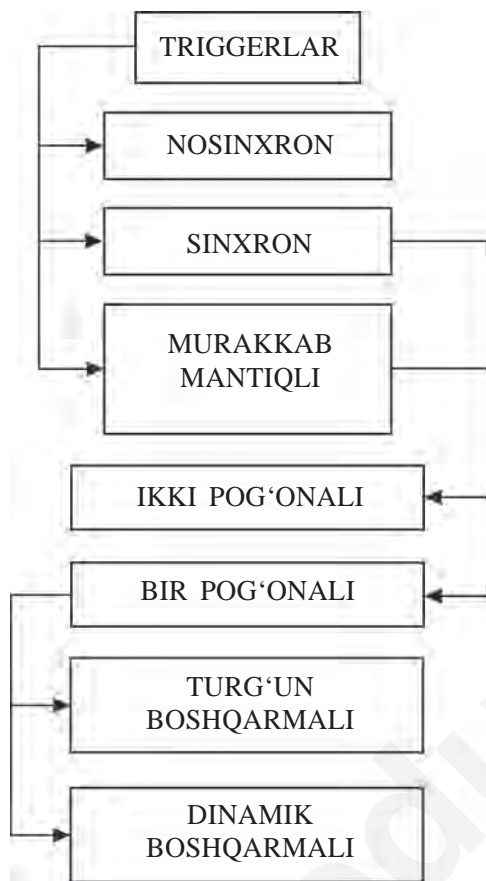 TRIGGERLAR
NOSINXRON
SINXRON
MURAKKAB
MANTIQLI
IKKI POG‘ONALI
BIR POG‘ONALI
TURG‘UN
BOSHQARMALI
DINAMIK
BOSHQARMALI